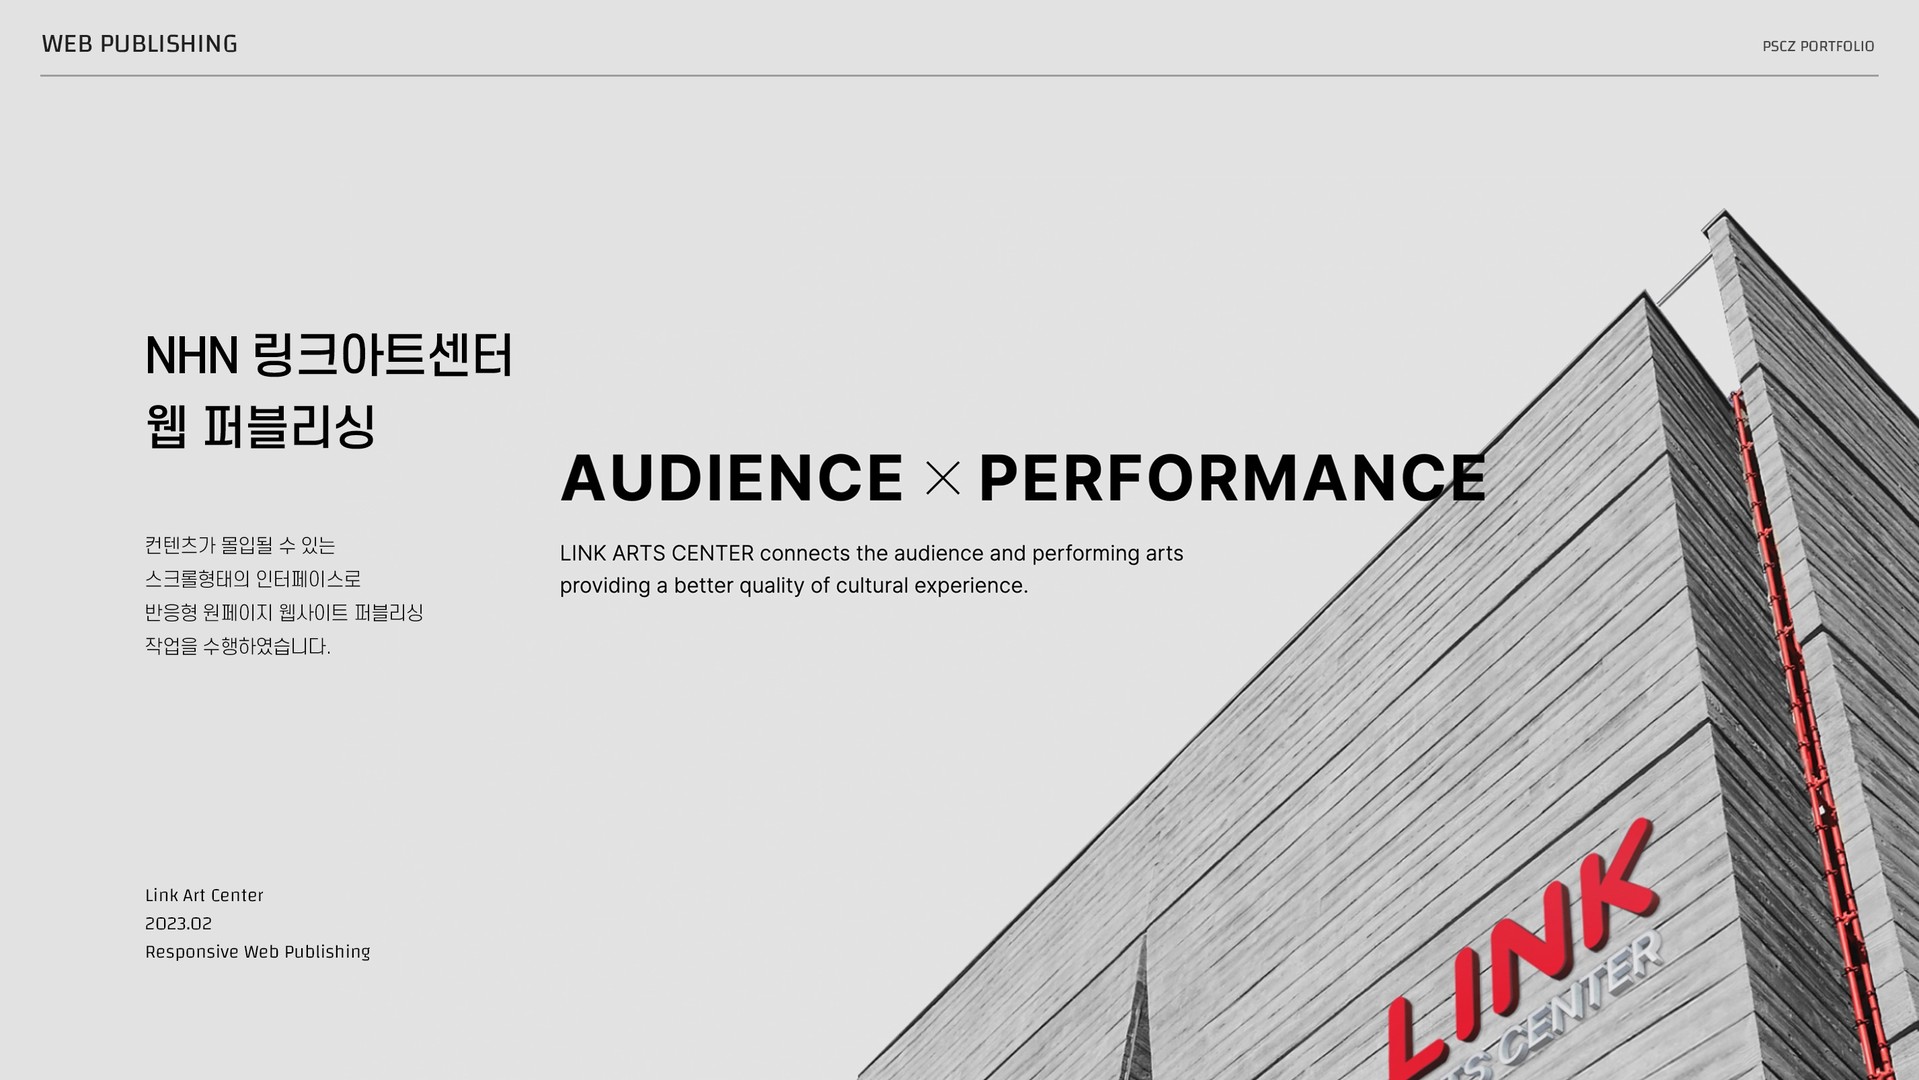 WEB PUBLISHING
PSCZ PORTFOLIO
NHN 링크아트센터
웹 퍼블리싱
AUDIENCE × PERFORMANCE
LINK ARTS CENTER connects the audience and performing arts
providing a better quality of cultural experience.
컨텐츠가 몰입될 수 있는
스크롤형태의 인터페이스로
반응형 원페이지 웹사이트 퍼블리싱
작업을 수행하였습니다.
Link Art Center
2023.02
Responsive Web Publishing
LINK
TS CENTER